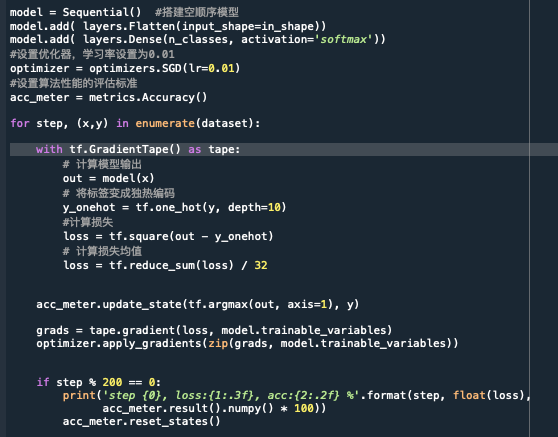 model = Sequential()  #搭建空顺序模型
model.add( layers.Flatten(input_shape=in_shape))
model.add( layers.Dense(n_classes, activation='softmax'))
#设置优化器，学习率设置为0.01
optimizer = optimizers.SGD(lr=0.01)
#设置算法性能的评估标准
acc_meter = metrics.Accuracy()

for step, (x,y) in enumerate(dataset):

    with tf.GradientTape() as tape:
        # 计算模型输出
        out = model(x)
        # 将标签变成独热编码
        y_onehot = tf.one_hot(y, depth=10)
        #计算损失
        loss = tf.square(out - y_onehot)
        # 计算损失均值
        loss = tf.reduce_sum(loss) / 32

    acc_meter.update_state(tf.argmax(out, axis=1), y)

    grads = tape.gradient(loss, model.trainable_variables)
    optimizer.apply_gradients(zip(grads, model.trainable_variables))

    if step % 200 == 0:
        print('step {0}, loss:{1:.3f}, acc:{2:.2f} %'.format(step, float(loss),
              acc_meter.result().numpy() * 100))
        acc_meter.reset_states()